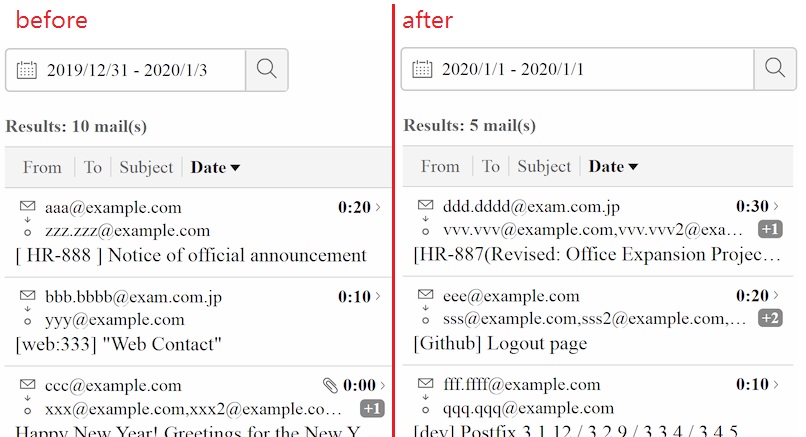 before
2019/12/31 - 2020/1/3
Results: 10 mail(s)
From To Subject Date
aaa@example.com 0:20
zzz.zzz@example.com
[ HR-888 ] Notice of official announcement
bbb.bbbb@exam.com.jp 0:10
yyy@example.com
[web:333] "Web Contact"
ccc@example.com 0:00
xxx@example.com,xxx2@example.co… +1
Happy New Year! Greetings for the New Y
after
2020/1/1 - 2020/1/1
Results: 5 mail(s)
From To Subject Date
ddd.dddd@exam.com.jp 0:30
vvv.vvv@example.com,vvv.vvv2@exa… +1
[HR-887(Revised: Office Expansion Projec…
eee@example.com 0:20
sss@example.com,sss2@example.com,… +2
[Github] Logout page
fff.ffff@example.com 0:10
qqq.qqq@example.com
[dev] Postfix 3.1.12 / 3.2.9 / 3.3.4 / 3.4.5